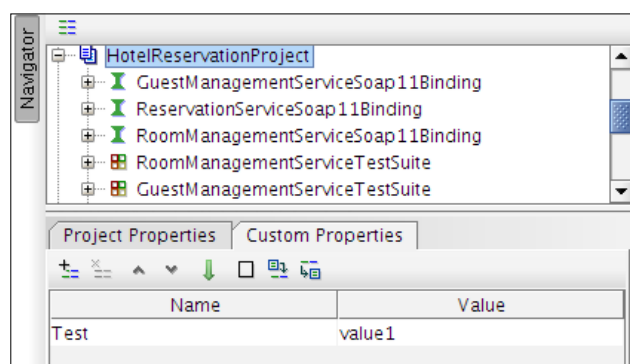 Navigator
HotelReservationProject
GuestManagementServiceSoap11Binding
ReservationServiceSoap11Binding
RoomManagementServiceSoap11Binding
RoomManagementServiceTestSuite
GuestManagementServiceTestSuite
Project Properties Custom Properties
Name Value
Test value1